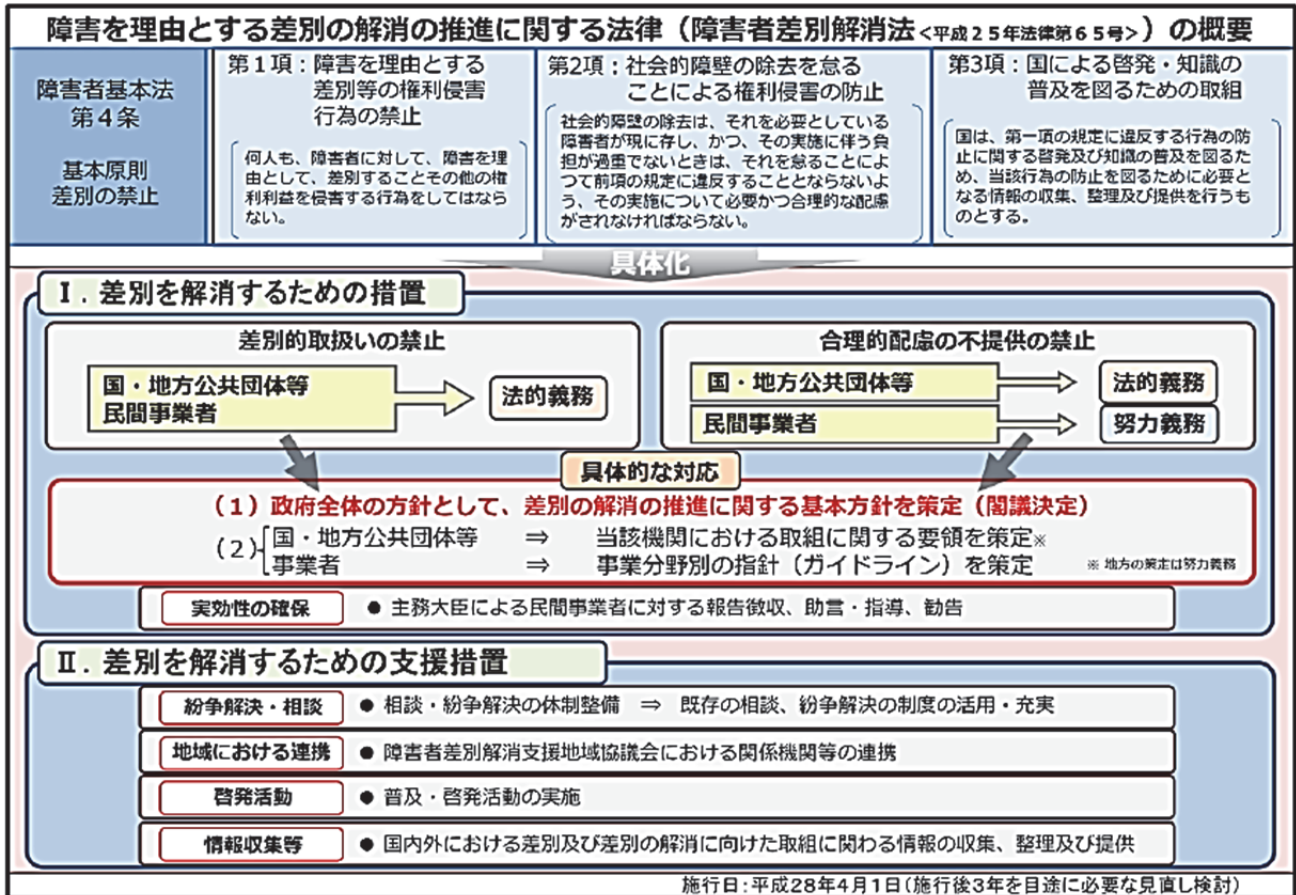 障害を理由とする差別の解消の推進に関する法律(障害者差別解消法<平成25年法律第65号>)の概要
障害者基本法
第4条
基本原則
差別の禁止
第1項:障害を理由とする
差別等の権利侵害
行為の禁止
何人も、障害者に対して、障害を理
由として、差別することその他の権
利利益を侵害する行為をしてはなら
ない。
第2項:社会的障壁の除去を怠る
ことによる権利侵害の防止
社会的障壁の除去は、それを必要としている
障害者が現に存し、かつ、その実施に伴う負
担が過重でないときは、それを怠ることによ
つて前項の規定に違反することとならないよ
う、その実施について必要かつ合理的な配慮
がされなければならない。
第3項:国による啓発・知識の
普及を図るための取組
国は、第一項の規定に違反する行為の防
止に関する啓発及び知識の普及を図るた
め、当該行為の防止を図るために必要と
なる情報の収集、整理及び提供を行うも
のとする。
具体化
Ⅰ.差別を解消するための措置
差別的取扱いの禁止
国・地方公共団体等
民間事業者
法的義務
合理的配慮の不提供の禁止
国・地方公共団体等
法的義務
民間事業者
努力義務
具体的な対応
(1)政府全体の方針として、差別の解消の推進に関する基本方針を策定(閣議決定)
(2) 国・地方公共団体等 ⇒ 当該機関における取組に関する要領を策定※
事業者 ⇒ 事業分野別の指針(ガイドライン)を策定
※ 地方の策定は努力義務
実効性の確保 ● 主務大臣による民間事業者に対する報告徴収、助言・指導、勧告
Ⅱ.差別を解消するための支援措置
紛争解決・相談 ● 相談・紛争解決の体制整備 ⇒ 既存の相談、紛争解決の制度の活用・充実
地域における連携 ● 障害者差別解消支援地域協議会における関係機関等の連携
啓発活動 ● 普及・啓発活動の実施
情報収集等 ● 国内外における差別及び差別の解消に向けた取組に関わる情報の収集、整理及び提供
施行日:平成28年4月1日(施行後3年を目途に必要な見直し検討)